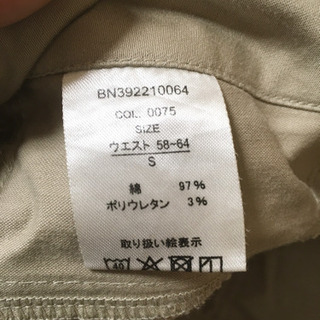 BN392210064
COL. 0075
SIZE
ウエスト 58~64
S
綿 97%
ポリウレタン 3%
取り扱い絵表示
40